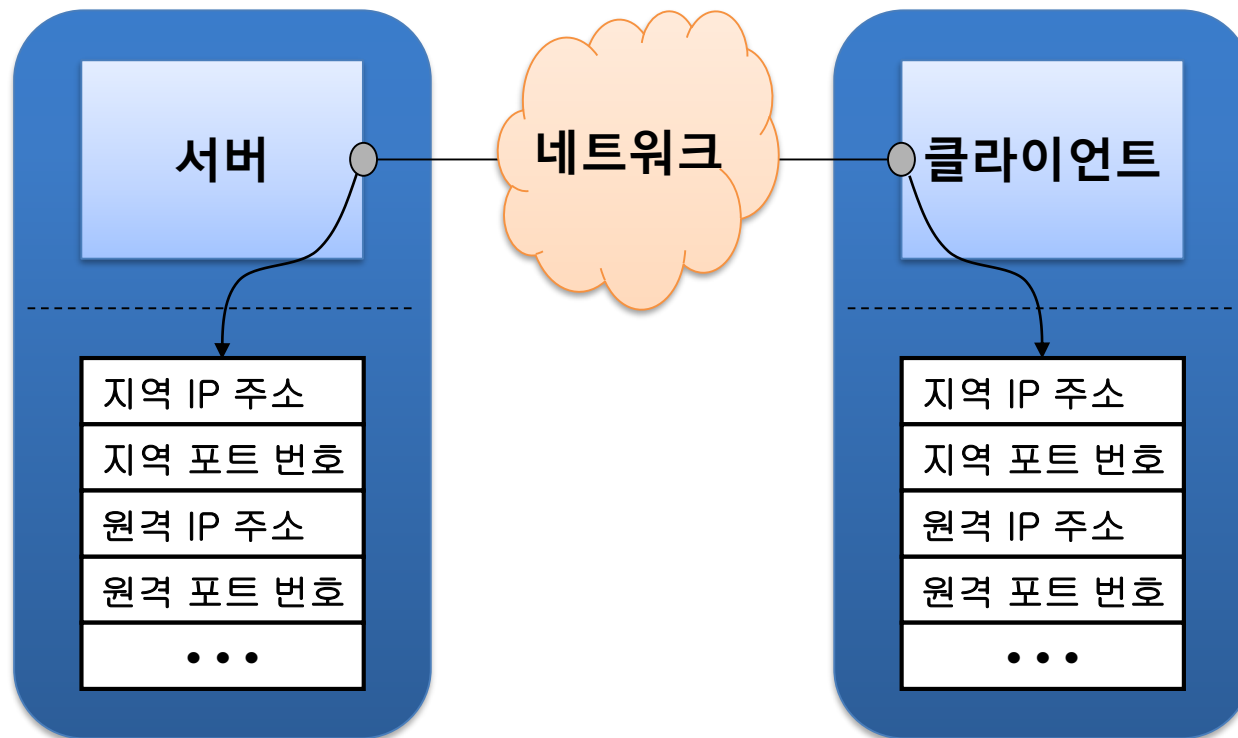 서버
네트워크
클라이언트
지역 IP 주소
지역 포트 번호
원격 IP 주소
원격 포트 번호
• • •
지역 IP 주소
지역 포트 번호
원격 IP 주소
원격 포트 번호
• • •